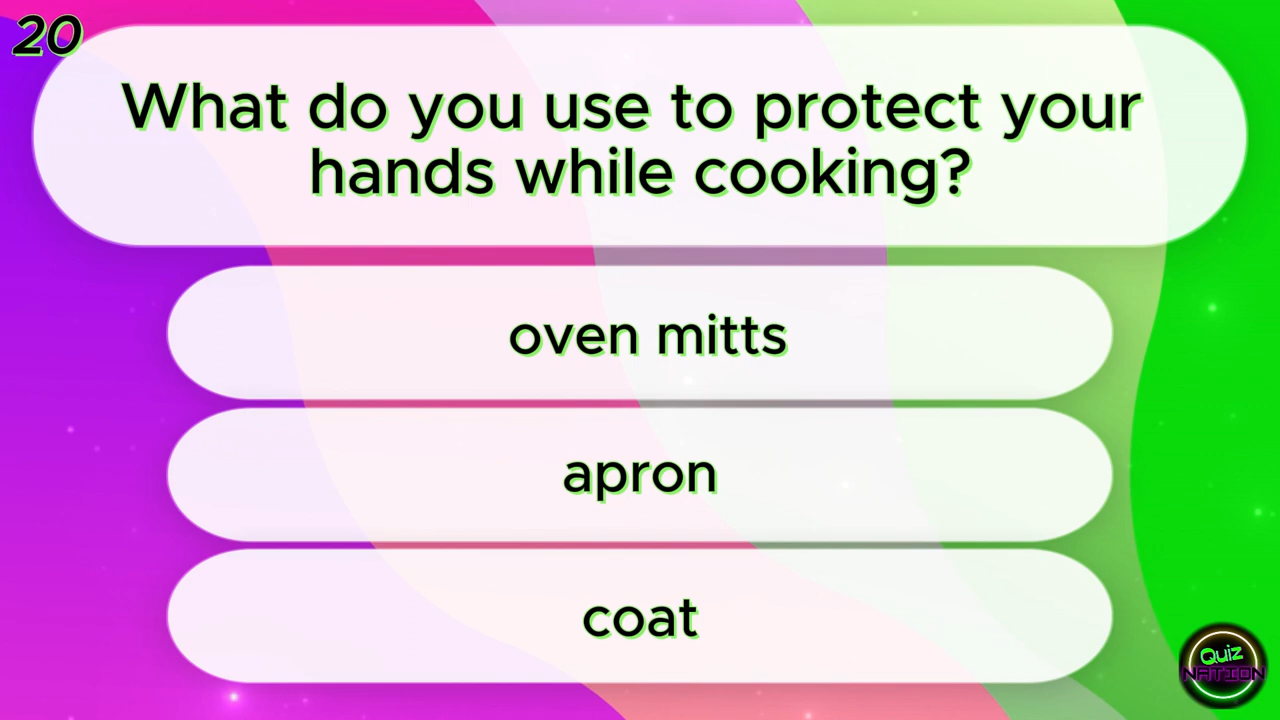 20
What do you use to protect your
hands while cooking?
oven mitts
apron
coat
Quiz
NATION